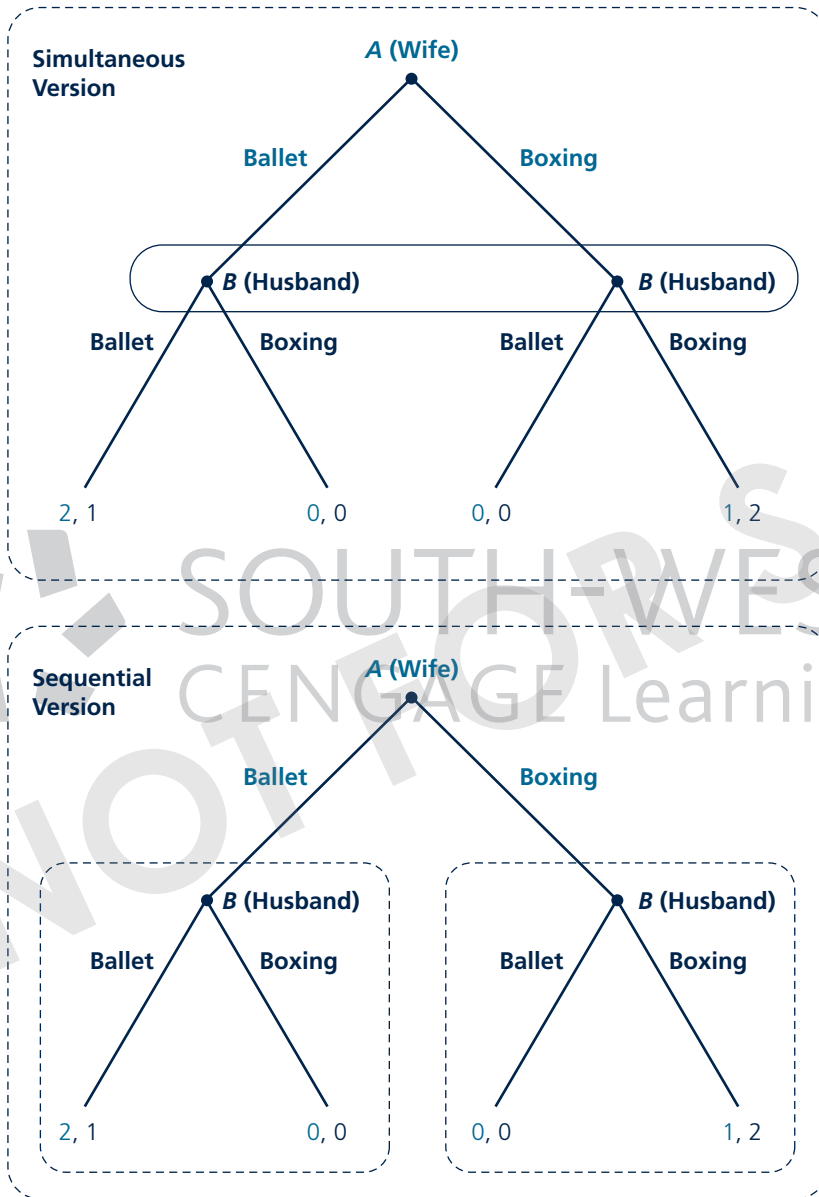 Simultaneous
Version
A (Wife)
Ballet
Boxing
B (Husband)
B (Husband)
Ballet
Boxing
Ballet
Boxing
2, 1
0, 0
0, 0
1, 2
SOUTH-WES
CENGAGE Learni
NOT FOR S
Sequential
Version
A (Wife)
Ballet
Boxing
B (Husband)
B (Husband)
Ballet
Boxing
Ballet
Boxing
2, 1
0, 0
0, 0
1, 2